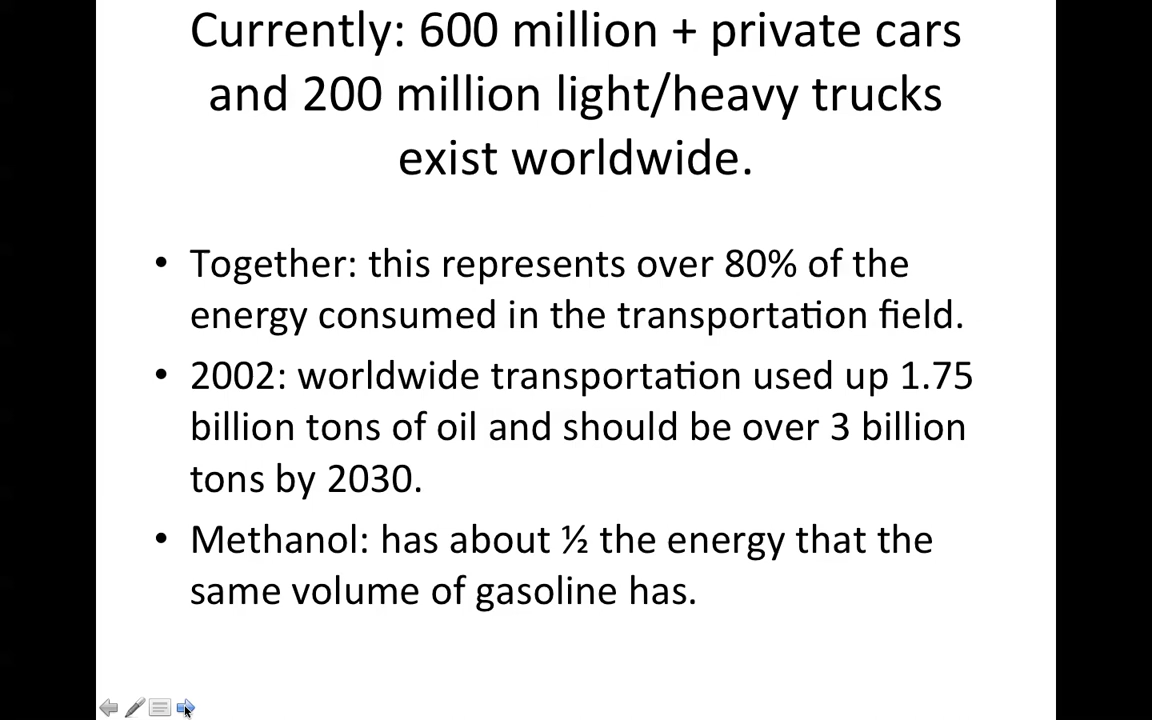 Currently: 600 million + private cars
and 200 million light/heavy trucks
exist worldwide.
• Together: this represents over 80% of the
energy consumed in the transportation field.
• 2002: worldwide transportation used up 1.75
billion tons of oil and should be over 3 billion
tons by 2030.
• Methanol: has about ½ the energy that the
same volume of gasoline has.